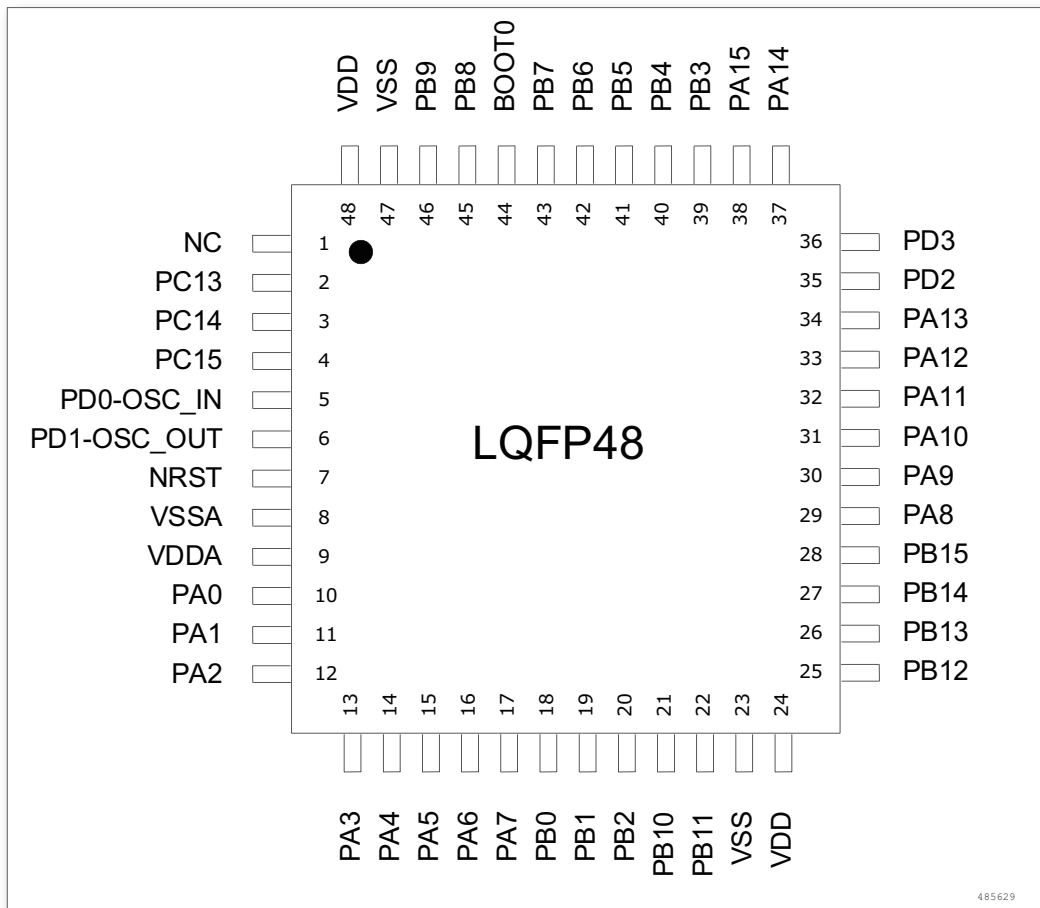 VDD
VSS
PB9
PB8
BOOT0
PB7
PB6
PB5
PB4
PB3
PA15
PA14
48
47
46
45
44
43
42
41
40
39
38
37
NC 1
PC13 2
PC14 3
PC15 4
PD0-OSC_IN 5
PD1-OSC_OUT 6
NRST 7
VSSA 8
VDDA 9
PA0 10
PA1 11
PA2 12
LQFP48
36 PD3
35 PD2
34 PA13
33 PA12
32 PA11
31 PA10
30 PA9
29 PA8
28 PB15
27 PB14
26 PB13
25 PB12
13
14
15
16
17
18
19
20
21
22
23
24
PA3
PA4
PA5
PA6
PA7
PB0
PB1
PB2
PB10
PB11
VSS
VDD
485629